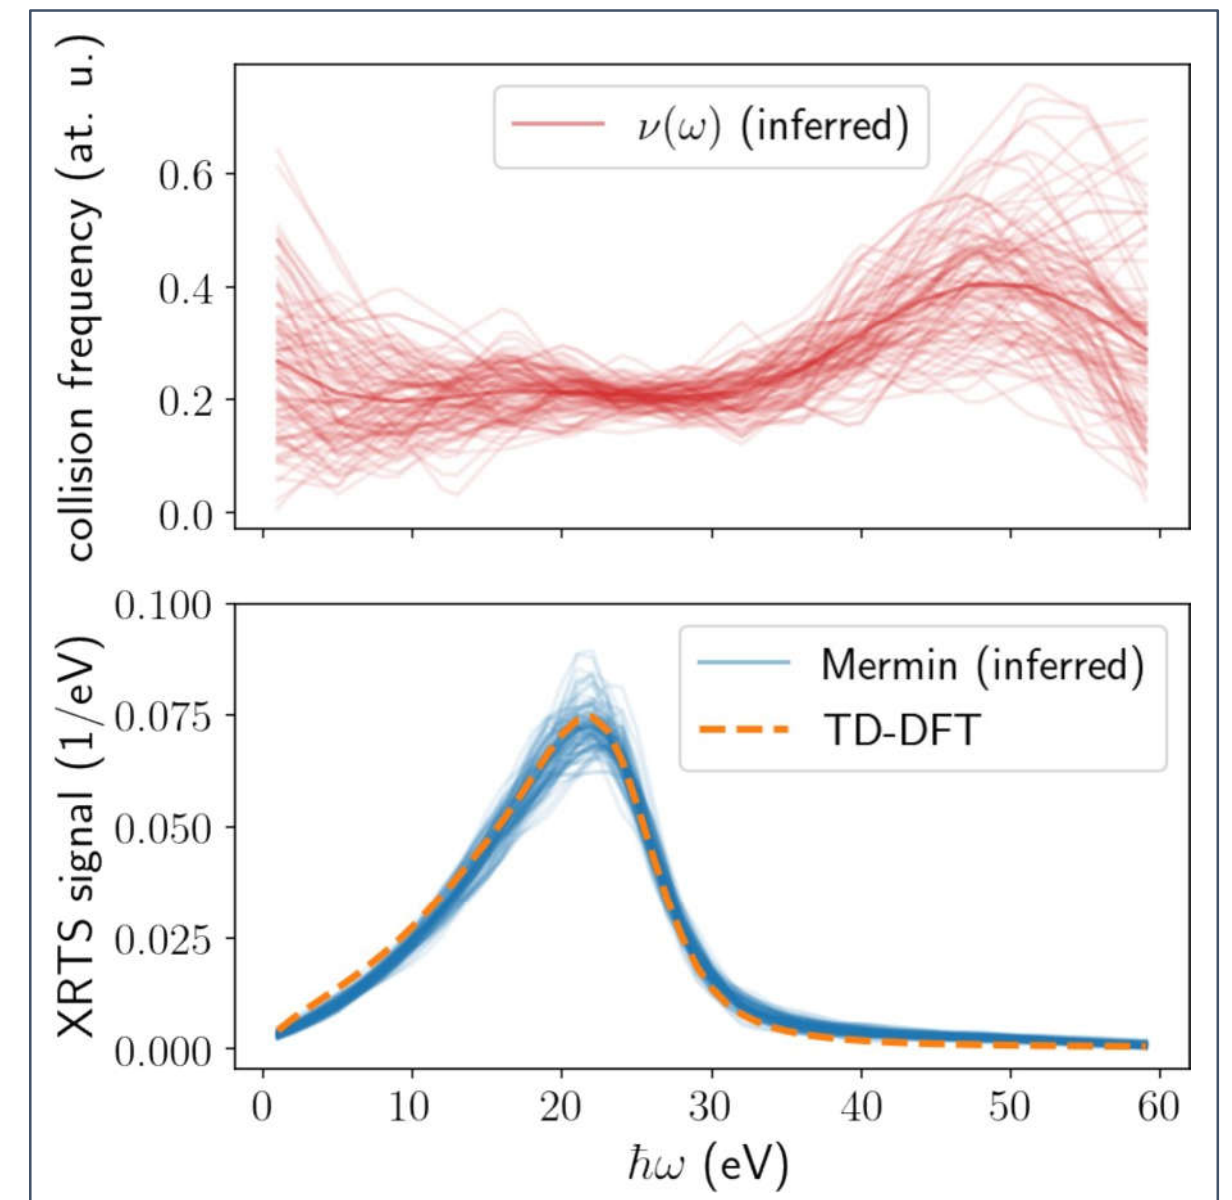 collision frequency (at. u.)
0.6
0.4
0.2
0.0
ν(ω) (inferred)
XRTS signal (1/eV)
0.100
0.075
0.050
0.025
0.000
Mermin (inferred)
TD-DFT
0 10 20 30 40 50 60
ħω (eV)